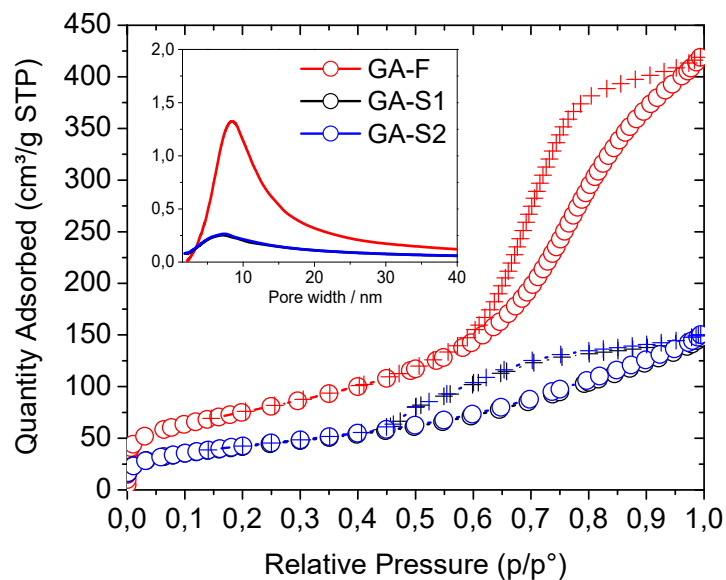 450
400
350
300
250
200
150
100
50
0
Quantity Adsorbed (cm³/g STP)
0,0 0,1 0,2 0,3 0,4 0,5 0,6 0,7 0,8 0,9 1,0
Relative Pressure (p/p°)
2,0
1,5
1,0
0,5
0,0
10 20 30 40
Pore width / nm
GA-F
GA-S1
GA-S2